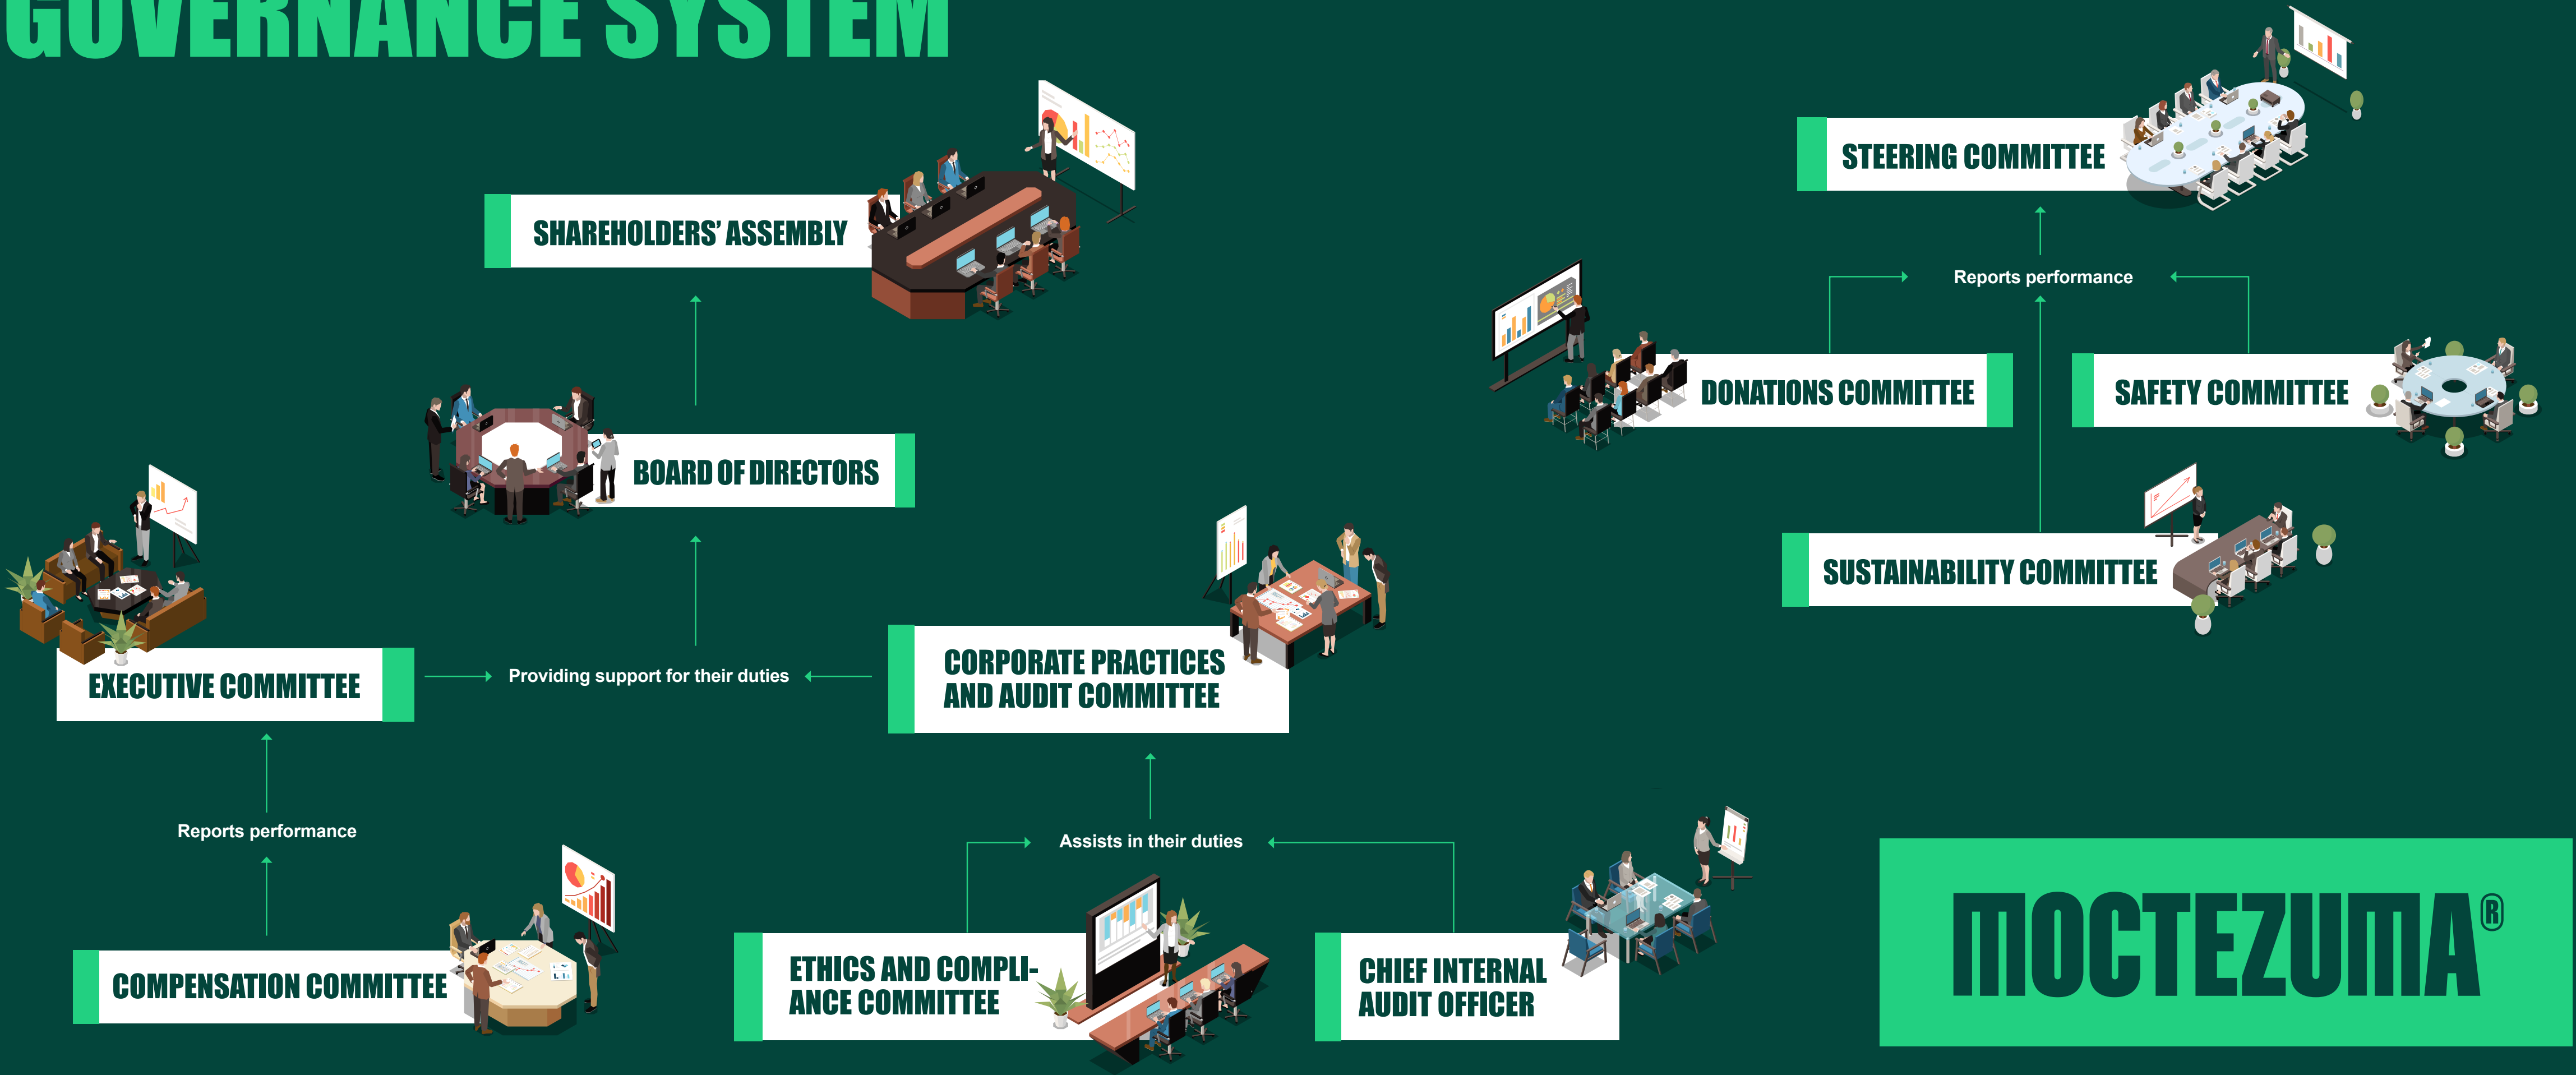 GOVERNANCE SYSTEM
SHAREHOLDERS' ASSEMBLY
BOARD OF DIRECTORS
EXECUTIVE COMMITTEE
Providing support for their duties
CORPORATE PRACTICES
AND AUDIT COMMITTEE
Reports performance
Assists in their duties
COMPENSATION COMMITTEE
ETHICS AND COMPLI-
ANCE COMMITTEE
CHIEF INTERNAL
AUDIT OFFICER
STEERING COMMITTEE
Reports performance
DONATIONS COMMITTEE
SAFETY COMMITTEE
SUSTAINABILITY COMMITTEE
MOCTEZUMA®